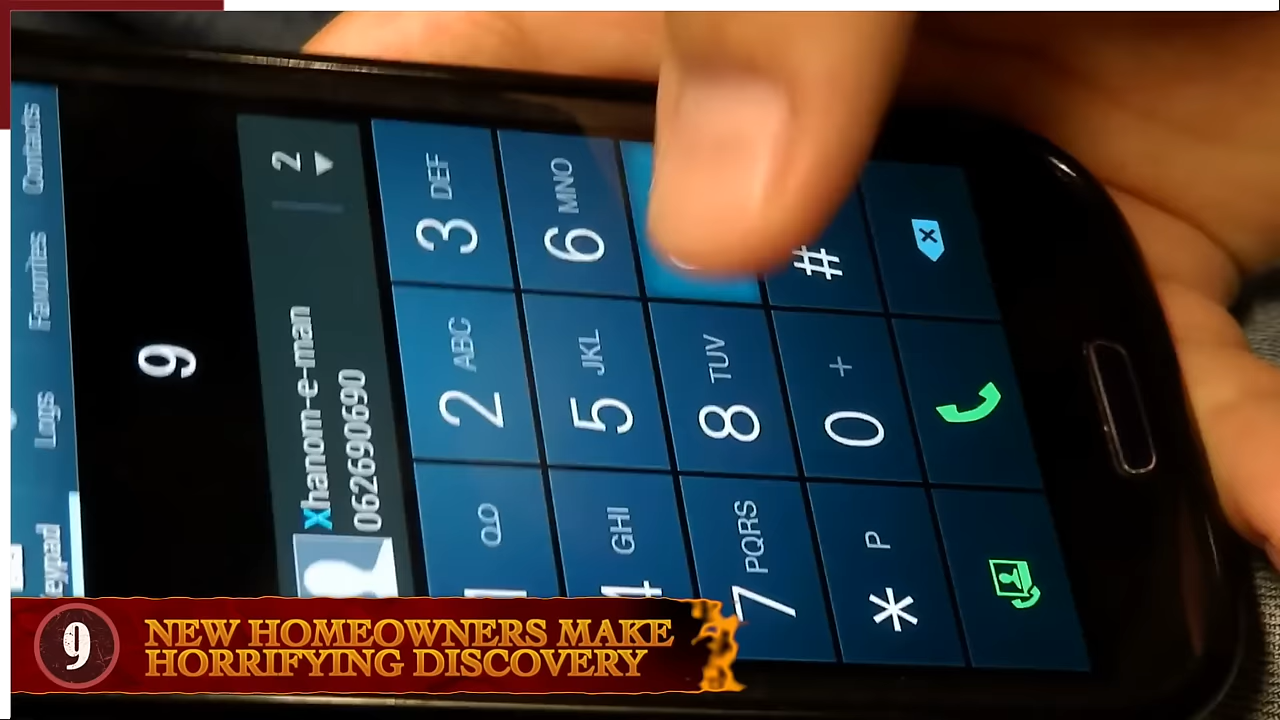 Keypad
Logs
Favorites
Contacts
9
Xhanom-e-man
062690690
2
2 ABC
3 DEF
4 GHI
5 JKL
6 MNO
7 PQRS
8 TUV
* P
0 +
#
9
NEW HOMEOWNERS MAKE
HORRIFYING DISCOVERY